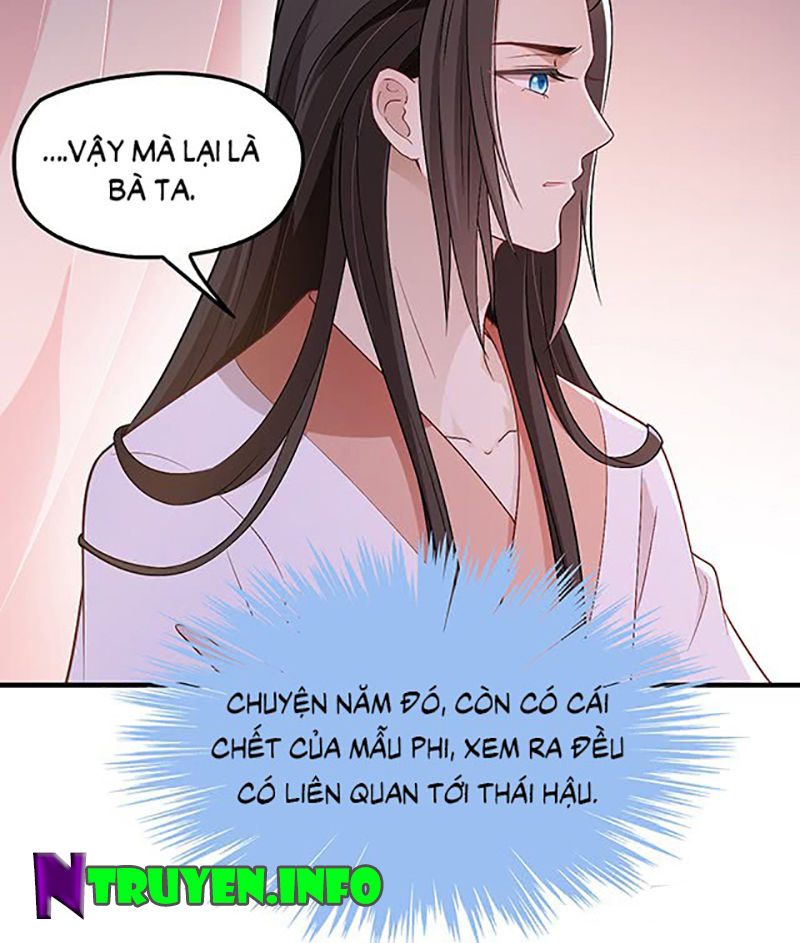 ....VẬY MÀ LẠI LÀ
BÀ TA.
CHUYỆN NĂM ĐÓ, CÒN CÓ CÁI
CHẾT CỦA MẪU PHI, XEM RA ĐỀU
CÓ LIÊN QUAN TỚI THÁI HẬU.
NTRUYEN.INFO